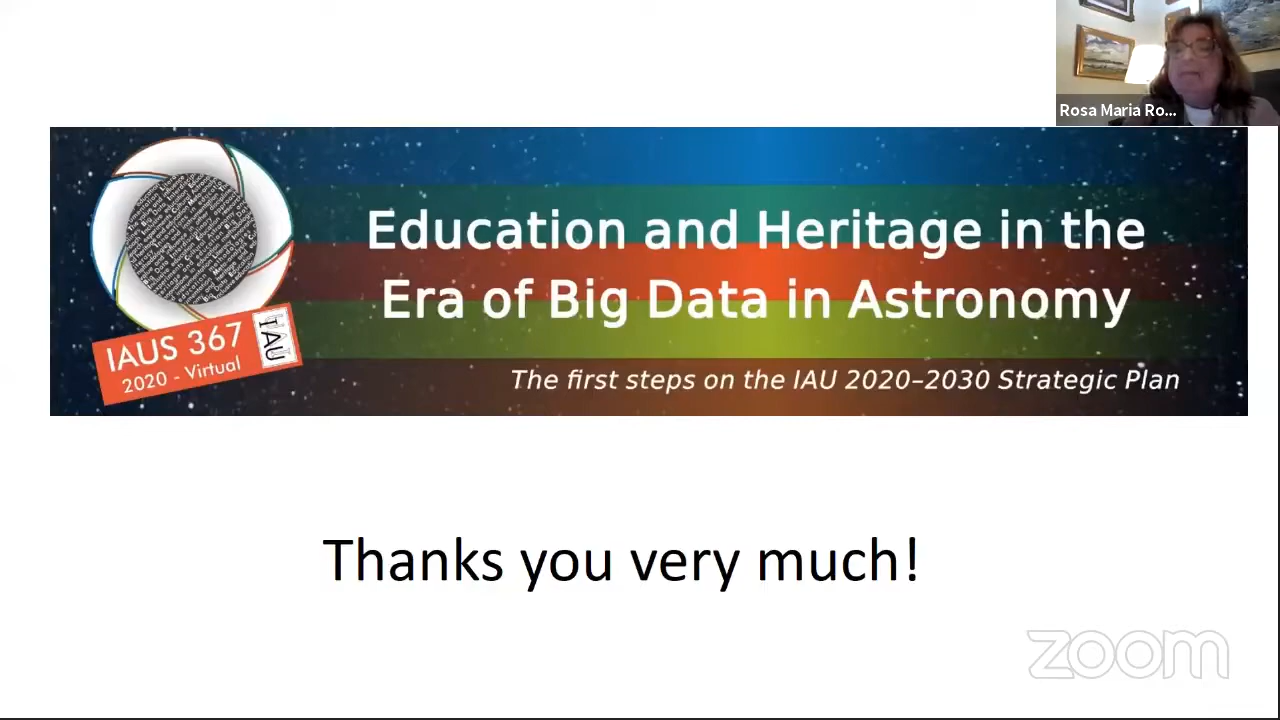 Rosa Maria Ro...
Education and Heritage in the
Era of Big Data in Astronomy
IAUS 367
2020 - Virtual
IAU
The first steps on the IAU 2020–2030 Strategic Plan
Thanks you very much!
zoom